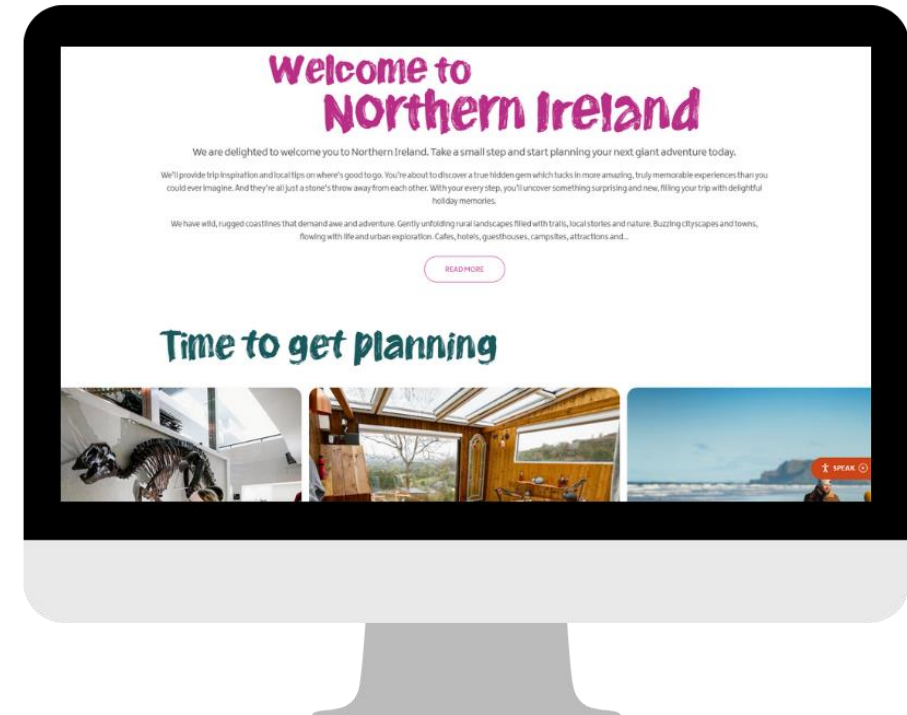 Welcome to
Northern Ireland
We are delighted to welcome you to Northern Ireland. Take a small step and start planning your next giant adventure today.
We'll provide trip inspiration and local tips on where's good to go. You're about to discover a true hidden gem which tucks in more amazing, truly memorable experiences than you
could ever imagine. And they're all just a stone's throw away from each other. With your every step, you'll uncover something surprising and new, filling your trip with delightful
holiday memories.
We have wild, rugged coastlines that demand awe and adventure. Gently unfolding rural landscapes filled with trails, local stories and nature. Buzzing cityscapes and towns,
flowing with life and urban exploration. Cafes, hotels, guesthouses, campsites, attractions and...
READ MORE
Time to get planning
SPEAK